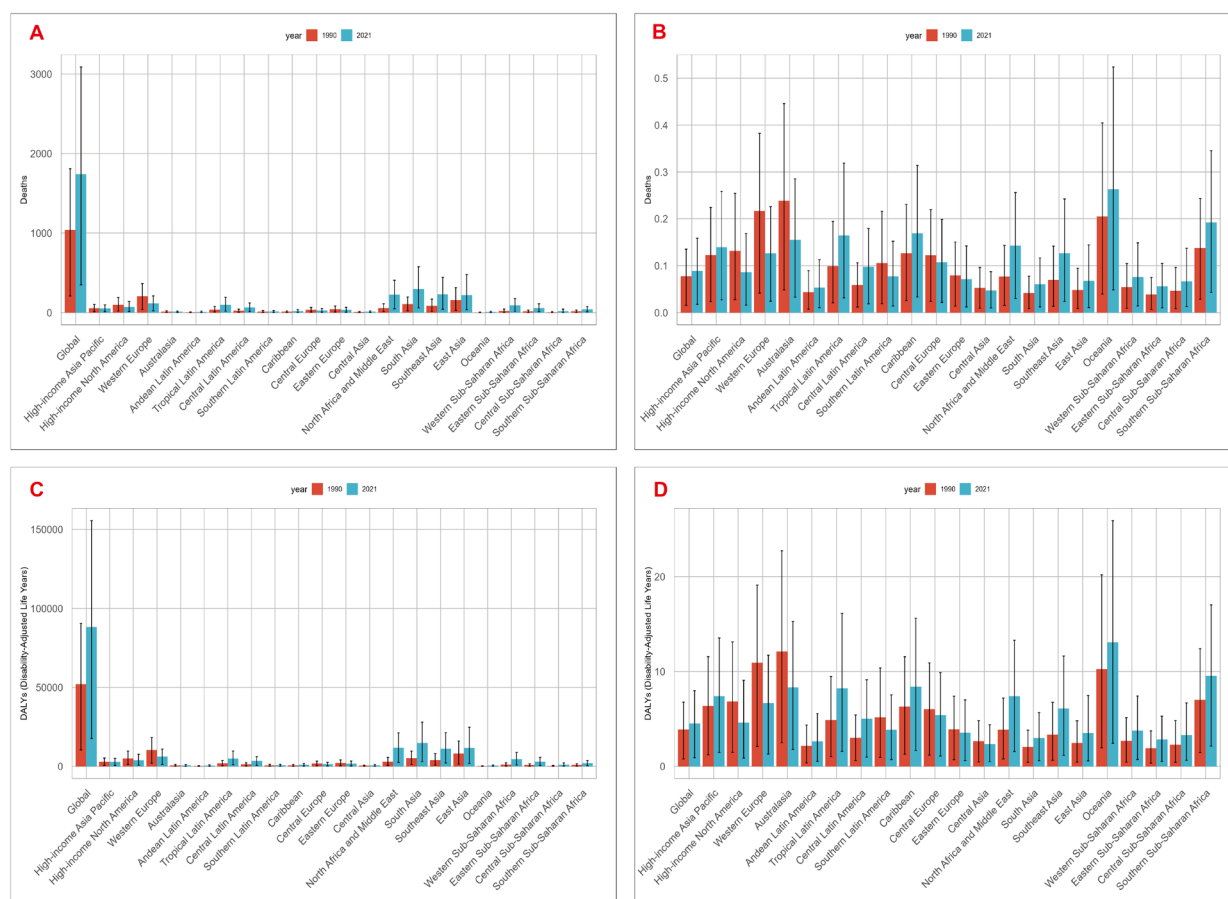 A
year 1990 2021
3000
2000
1000
0
Deaths
Global
High-income Asia Pacific
High-income North America
Western Europe
Australasia
Andean Latin America
Tropical Latin America
Central Latin America
Southern Latin America
Caribbean
Central Europe
Eastern Europe
Central Asia
North Africa and Middle East
South Asia
Southeast Asia
East Asia
Oceania
Western Sub-Saharan Africa
Eastern Sub-Saharan Africa
Central Sub-Saharan Africa
Southern Sub-Saharan Africa
B
year 1990 2021
0.5
0.4
0.3
0.2
0.1
0.0
Deaths
Global
High-income Asia Pacific
High-income North America
Western Europe
Australasia
Andean Latin America
Tropical Latin America
Central Latin America
Southern Latin America
Caribbean
Central Europe
Eastern Europe
Central Asia
North Africa and Middle East
South Asia
Southeast Asia
East Asia
Oceania
Western Sub-Saharan Africa
Eastern Sub-Saharan Africa
Central Sub-Saharan Africa
Southern Sub-Saharan Africa
C
year 1990 2021
150000
100000
50000
0
DALYs (Disability-Adjusted Life Years)
Global
High-income Asia Pacific
High-income North America
Western Europe
Australasia
Andean Latin America
Tropical Latin America
Central Latin America
Southern Latin America
Caribbean
Central Europe
Eastern Europe
Central Asia
North Africa and Middle East
South Asia
Southeast Asia
East Asia
Oceania
Western Sub-Saharan Africa
Eastern Sub-Saharan Africa
Central Sub-Saharan Africa
Southern Sub-Saharan Africa
D
year 1990 2021
20
10
0
DALYs (Disability-Adjusted Life Years)
Global
High-income Asia Pacific
High-income North America
Western Europe
Australasia
Andean Latin America
Tropical Latin America
Central Latin America
Southern Latin America
Caribbean
Central Europe
Eastern Europe
Central Asia
North Africa and Middle East
South Asia
Southeast Asia
East Asia
Oceania
Western Sub-Saharan Africa
Eastern Sub-Saharan Africa
Central Sub-Saharan Africa
Southern Sub-Saharan Africa